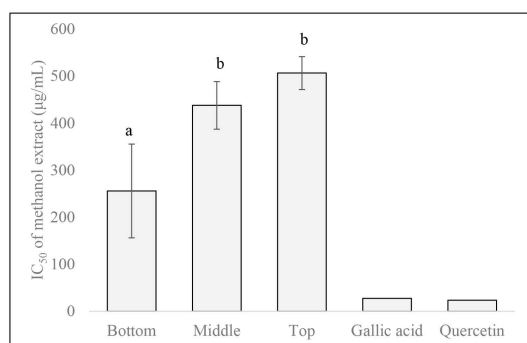 IC50 of methanol extract (µg/mL)
600
500
400
300
200
100
0
a
b
b
Bottom Middle Top Gallic acid Quercetin